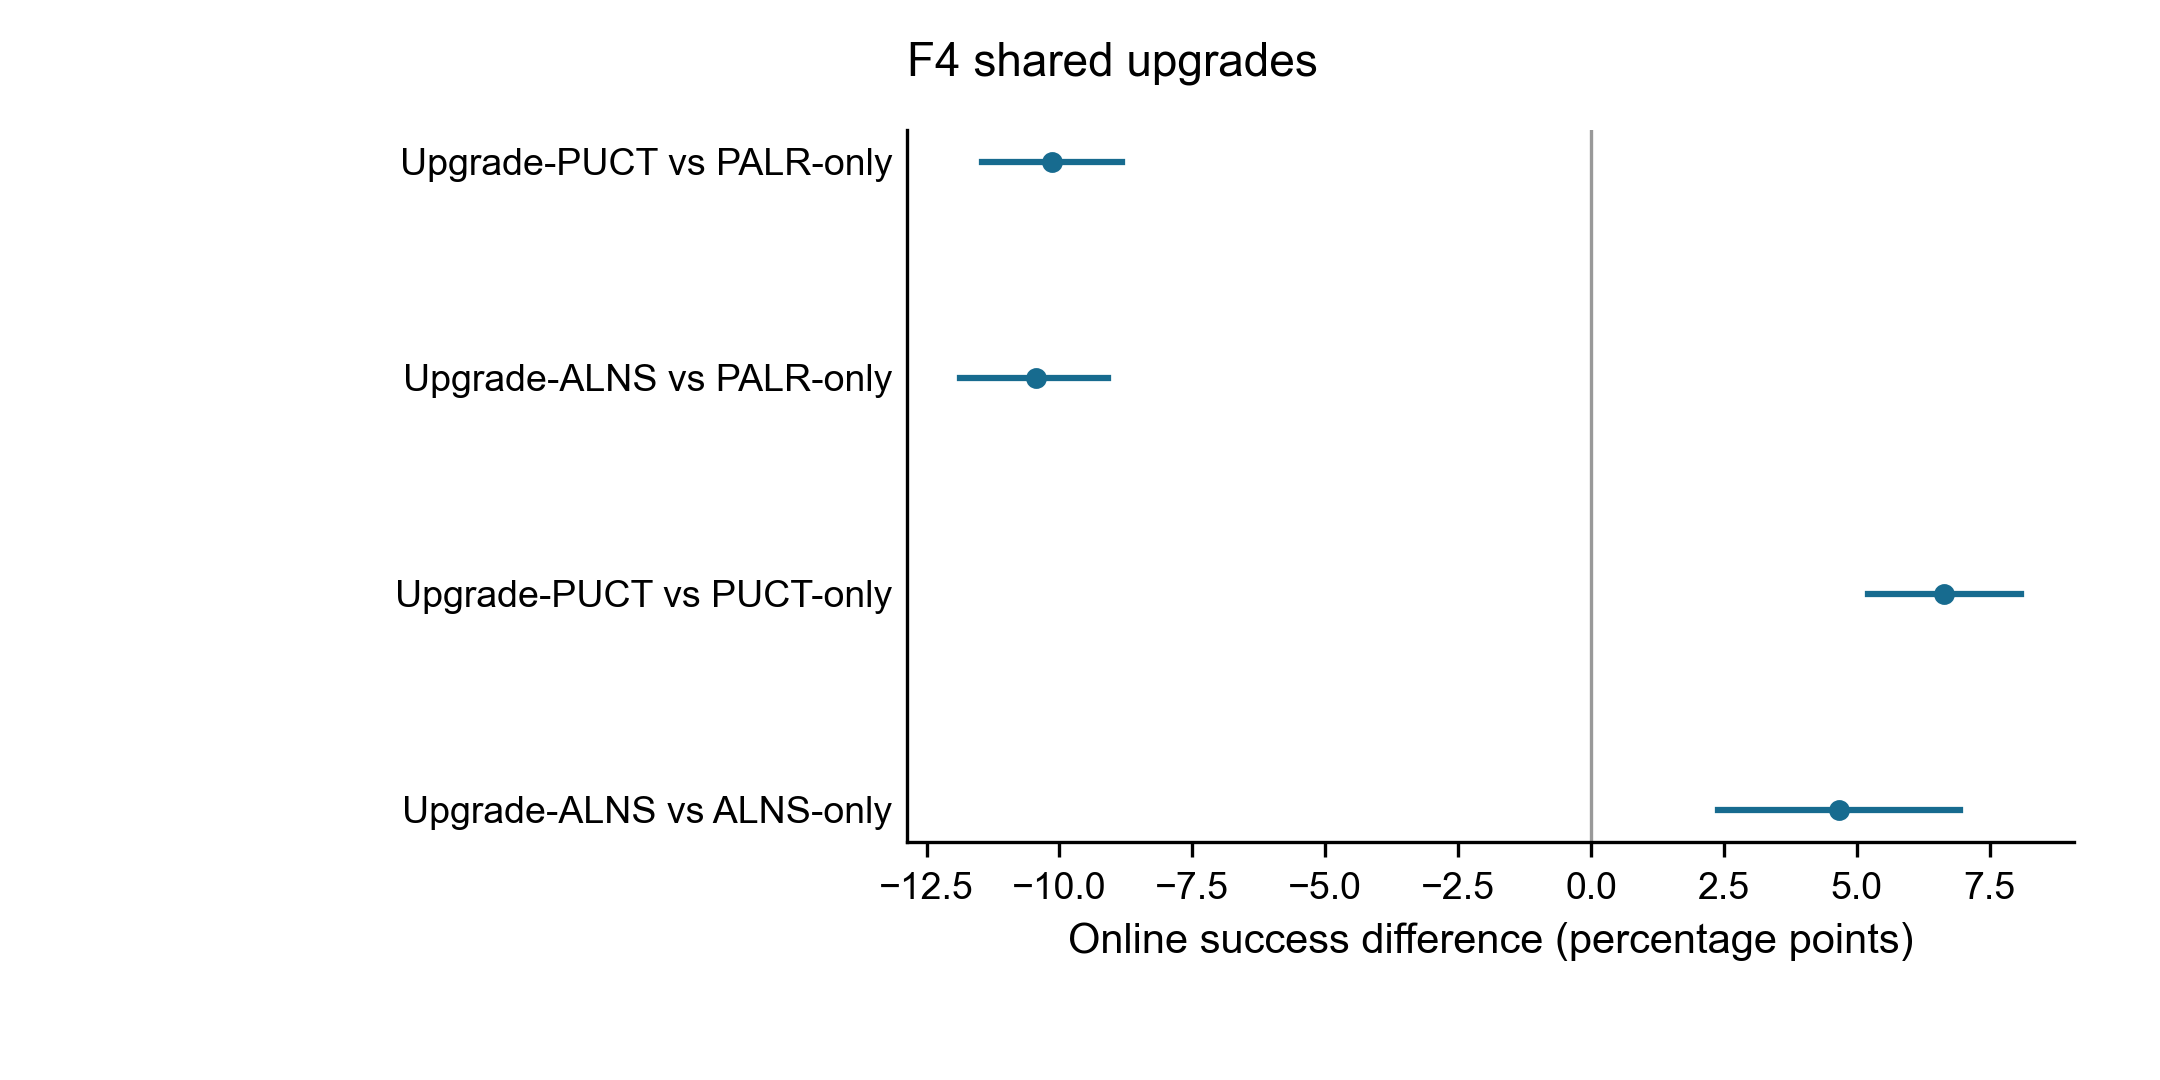 F4 shared upgrades
Upgrade-PUCT vs PALR-only
Upgrade-ALNS vs PALR-only
Upgrade-PUCT vs PUCT-only
Upgrade-ALNS vs ALNS-only
−12.5 −10.0 −7.5 −5.0 −2.5 0.0 2.5 5.0 7.5
Online success difference (percentage points)